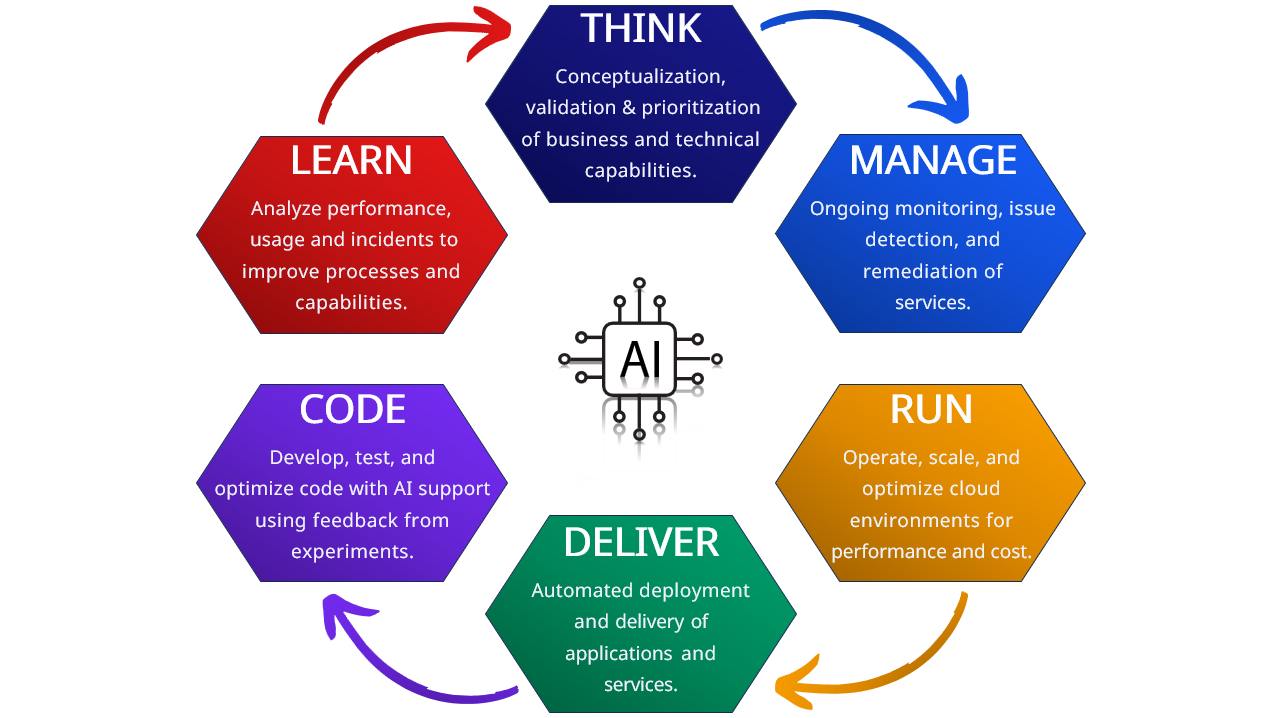 THINK
Conceptualization,
validation & prioritization
of business and technical
capabilities.
MANAGE
Ongoing monitoring, issue
detection, and
remediation of
services.
RUN
Operate, scale, and
optimize cloud
environments for
performance and cost.
DELIVER
Automated deployment
and delivery of
applications and
services.
CODE
Develop, test, and
optimize code with AI support
using feedback from
experiments.
LEARN
Analyze performance,
usage and incidents to
improve processes and
capabilities.
AI